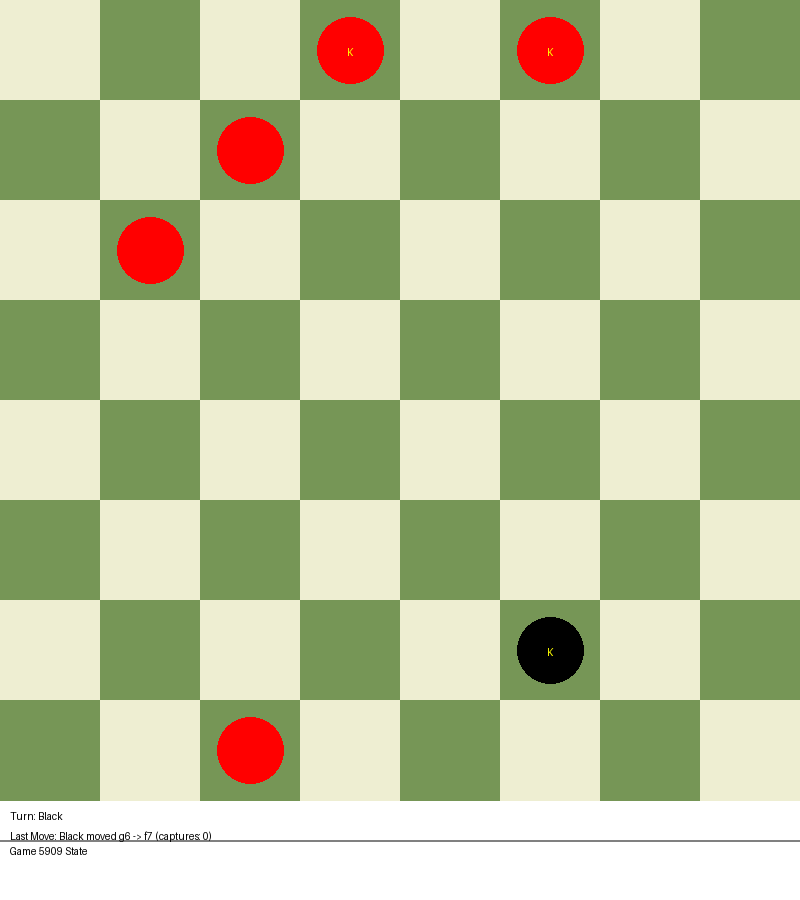 K K
K
Turn: Black
Last Move: Black moved g6 -> f7 (captures: 0)
Game 5909 State